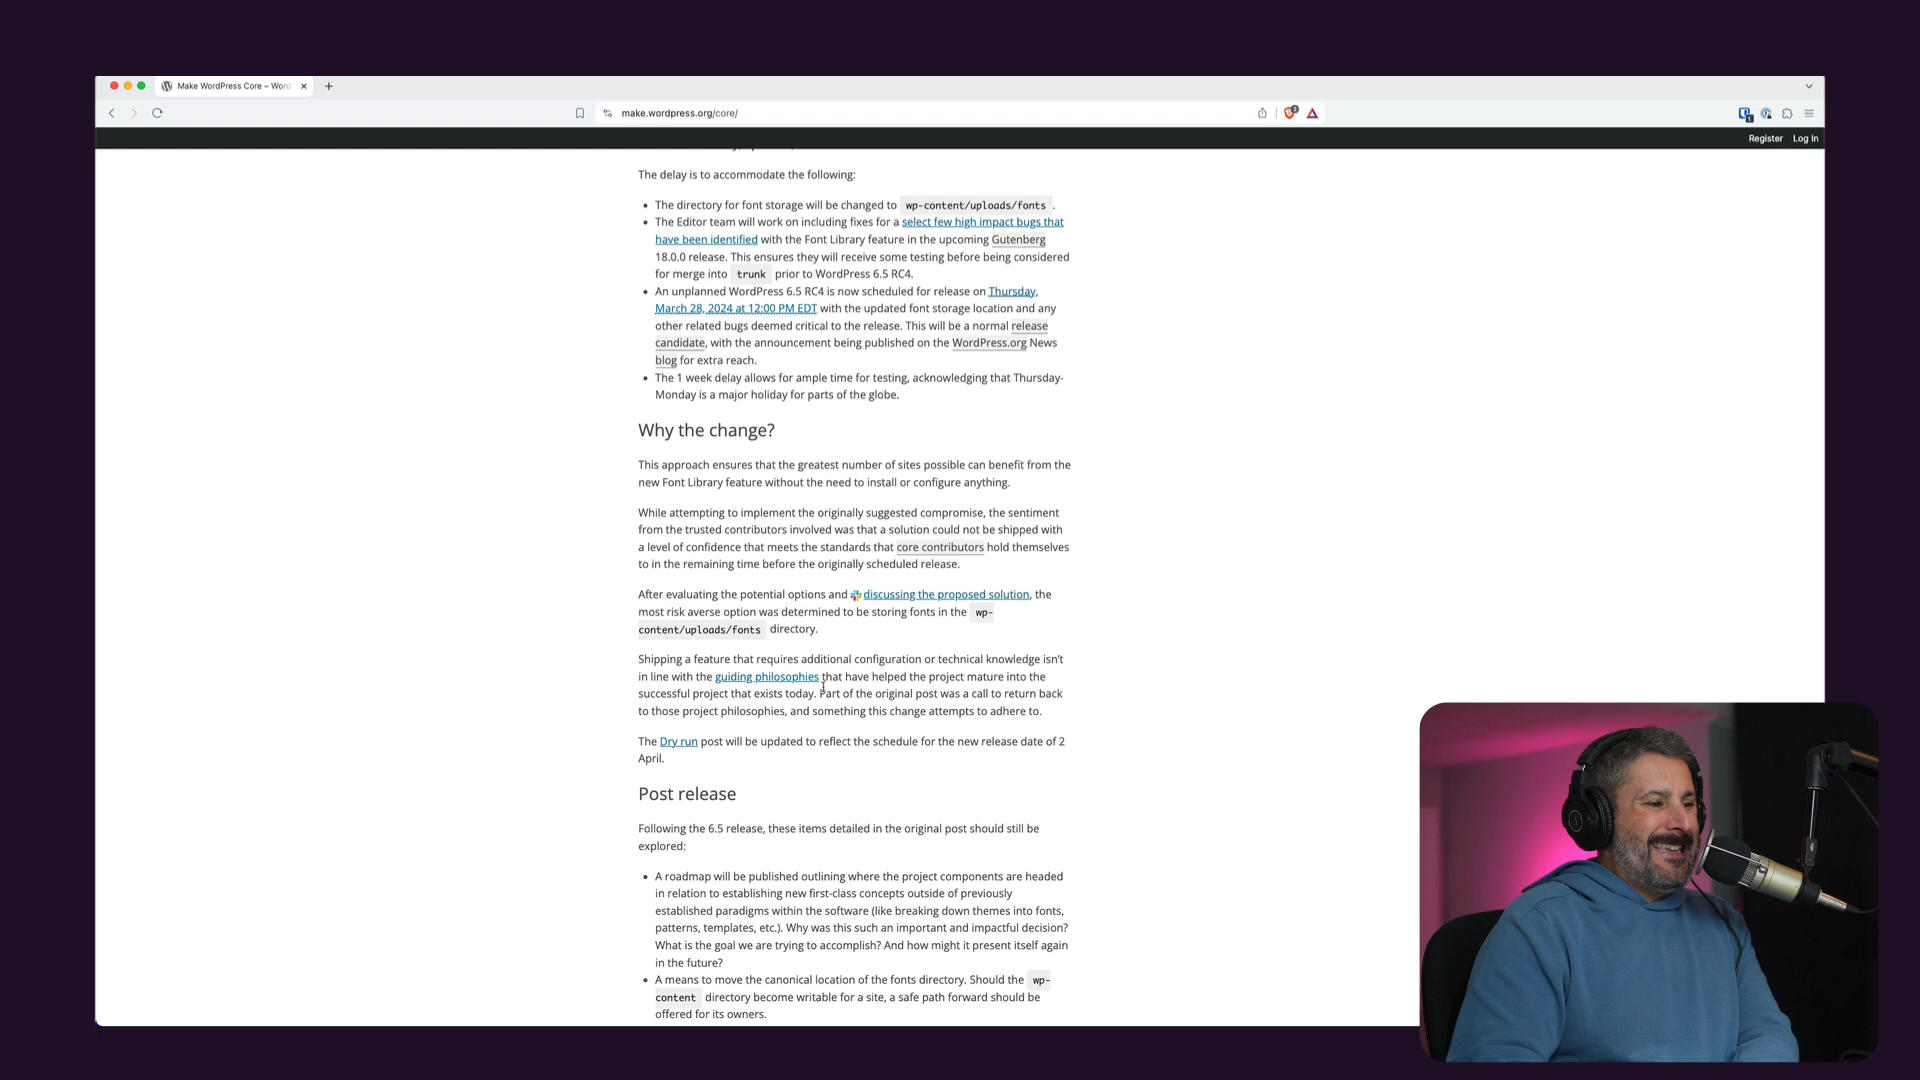 Make WordPress Core – Word
make.wordpress.org/core/
Register Log In
The delay is to accommodate the following:
• The directory for font storage will be changed to wp-content/uploads/fonts .
• The Editor team will work on including fixes for a select few high impact bugs that
have been identified with the Font Library feature in the upcoming Gutenberg
18.0.0 release. This ensures they will receive some testing before being considered
for merge into trunk prior to WordPress 6.5 RC4.
• An unplanned WordPress 6.5 RC4 is now scheduled for release on Thursday,
March 28, 2024 at 12:00 PM EDT with the updated font storage location and any
other related bugs deemed critical to the release. This will be a normal release
candidate, with the announcement being published on the WordPress.org News
blog for extra reach.
• The 1 week delay allows for ample time for testing, acknowledging that Thursday-
Monday is a major holiday for parts of the globe.
Why the change?
This approach ensures that the greatest number of sites possible can benefit from the
new Font Library feature without the need to install or configure anything.
While attempting to implement the originally suggested compromise, the sentiment
from the trusted contributors involved was that a solution could not be shipped with
a level of confidence that meets the standards that core contributors hold themselves
to in the remaining time before the originally scheduled release.
After evaluating the potential options and discussing the proposed solution, the
most risk averse option was determined to be storing fonts in the wp-
content/uploads/fonts directory.
Shipping a feature that requires additional configuration or technical knowledge isn't
in line with the guiding philosophies that have helped the project mature into the
successful project that exists today. Part of the original post was a call to return back
to those project philosophies, and something this change attempts to adhere to.
The Dry run post will be updated to reflect the schedule for the new release date of 2
April.
Post release
Following the 6.5 release, these items detailed in the original post should still be
explored:
• A roadmap will be published outlining where the project components are headed
in relation to establishing new first-class concepts outside of previously
established paradigms within the software (like breaking down themes into fonts,
patterns, templates, etc.). Why was this such an important and impactful decision?
What is the goal we are trying to accomplish? And how might it present itself again
in the future?
• A means to move the canonical location of the fonts directory. Should the wp-
content directory become writable for a site, a safe path forward should be
offered for its owners.